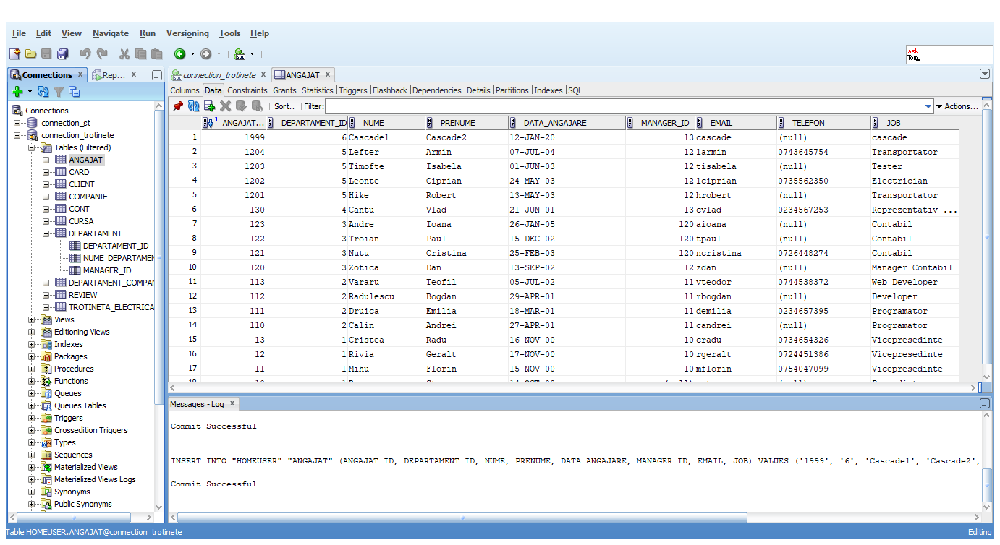 File Edit View Navigate Run Versioning Tools Help
ask
Tom
Connections x Rep... x
connection_trotinete x ANGAJAT x
Columns Data Constraints Grants Statistics Triggers Flashback Dependencies Details Partitions Indexes SQL
Sort.. Filter: Actions...
Connections
connection_st
connection_trotinete
Tables (Filtered)
ANGAJAT
CARD
CLIENT
COMPANIE
CONT
CURSA
DEPARTAMENT
DEPARTAMENT_ID
NUME_DEPARTAMEN
MANAGER_ID
DEPARTAMENT_COMPAN
REVIEW
TROTINETA_ELECTRICA
Views
Editioning Views
Indexes
Packages
Procedures
Functions
Queues
Queues Tables
Triggers
Crossedition Triggers
Types
Sequences
Materialized Views
Materialized Views Logs
Synonyms
Public Synonyms
ANGAJAT... DEPARTAMENT_ID NUME PRENUME DATA_ANGAJARE MANAGER_ID EMAIL TELEFON JOB
1 1999 6 Cascade1 Cascade2 12-JAN-20 13 cascade (null) cascade
2 1204 5 Lefter Armin 07-JUL-04 12 larmin 0743645754 Transportator
3 1203 5 Timofte Isabela 01-JUN-03 12 tisabela (null) Tester
4 1202 5 Leonte Ciprian 24-MAY-03 12 lciprian 0735562350 Electrician
5 1201 5 Hike Robert 13-MAY-03 12 hrobert (null) Transportator
6 130 4 Cantu Vlad 21-JUN-01 13 cvlad 0234567253 Reprezentativ ...
7 123 3 Andre Ioana 26-JAN-05 120 aioana (null) Contabil
8 122 3 Troian Paul 15-DEC-02 120 tpaul (null) Contabil
9 121 3 Nutu Cristina 25-FEB-03 120 ncristina 0726448274 Contabil
10 120 3 Zotica Dan 13-SEP-02 12 zdan (null) Manager Contabil
11 113 2 Vararu Teofil 05-JUL-02 11 vteodor 0744538372 Web Developer
12 112 2 Radulescu Bogdan 29-APR-01 11 rbogdan (null) Developer
13 111 2 Druica Emilia 18-MAR-01 11 demilia 0234657395 Programator
14 110 2 Calin Andrei 27-APR-01 11 candrei (null) Programator
15 13 1 Cristea Radu 16-NOV-00 10 cradu 0734654326 Vicepresedinte
16 12 1 Rivia Geralt 17-NOV-00 10 rgeralt 0724451386 Vicepresedinte
17 11 1 Mihu Florin 15-NOV-00 10 mflorin 0754047099 Vicepresedinte
Messages - Log x
Commit Successful
INSERT INTO "HOMEUSER"."ANGAJAT" (ANGAJAT_ID, DEPARTAMENT_ID, NUME, PRENUME, DATA_ANGAJARE, MANAGER_ID, EMAIL, JOB) VALUES ('1999', '6', 'Cascade1', 'Cascade2',
Commit Successful
Table HOMEUSER.ANGAJAT@connection_trotinete Editing